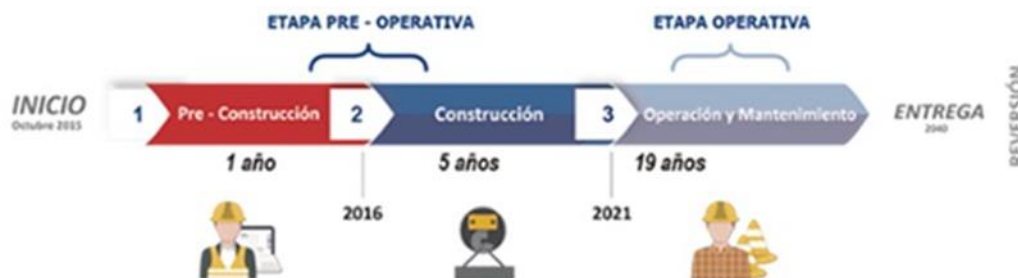 ETAPA PRE - OPERATIVA
ETAPA OPERATIVA
INICIO
Octubre 2015
1
Pre - Construcción
2
Construcción
3
Operación y Mantenimiento
ENTREGA
2040
REVERSIÓN
1 año
5 años
19 años
2016
2021